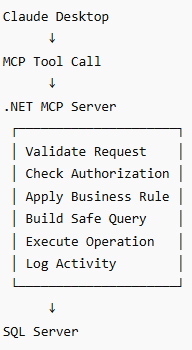 Claude Desktop
↓
MCP Tool Call
↓
.NET MCP Server
Validate Request
Check Authorization
Apply Business Rule
Build Safe Query
Execute Operation
Log Activity
↓
SQL Server